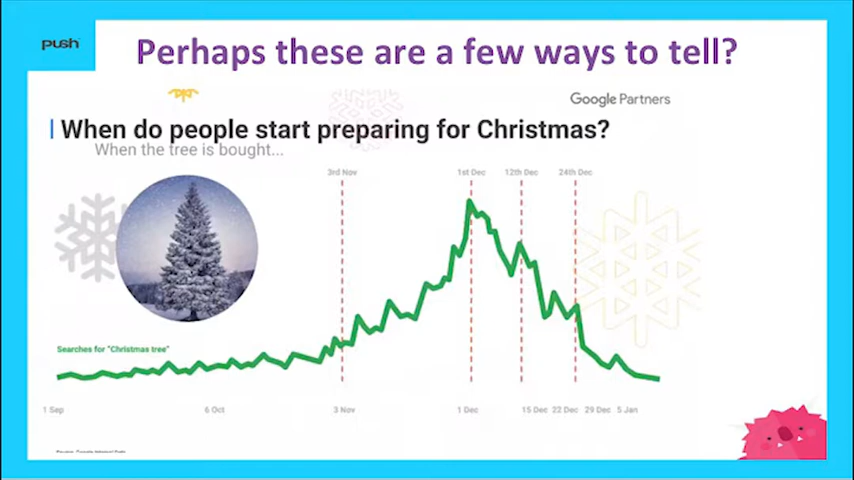 push
Perhaps these are a few ways to tell?
Google Partners
When do people start preparing for Christmas?
When the tree is bought...
3rd Nov 1st Dec 12th Dec 24th Dec
Searches for "Christmas tree"
1 Sep 6 Oct 3 Nov 1 Dec 15 Dec 22 Dec 29 Dec 5 Jan